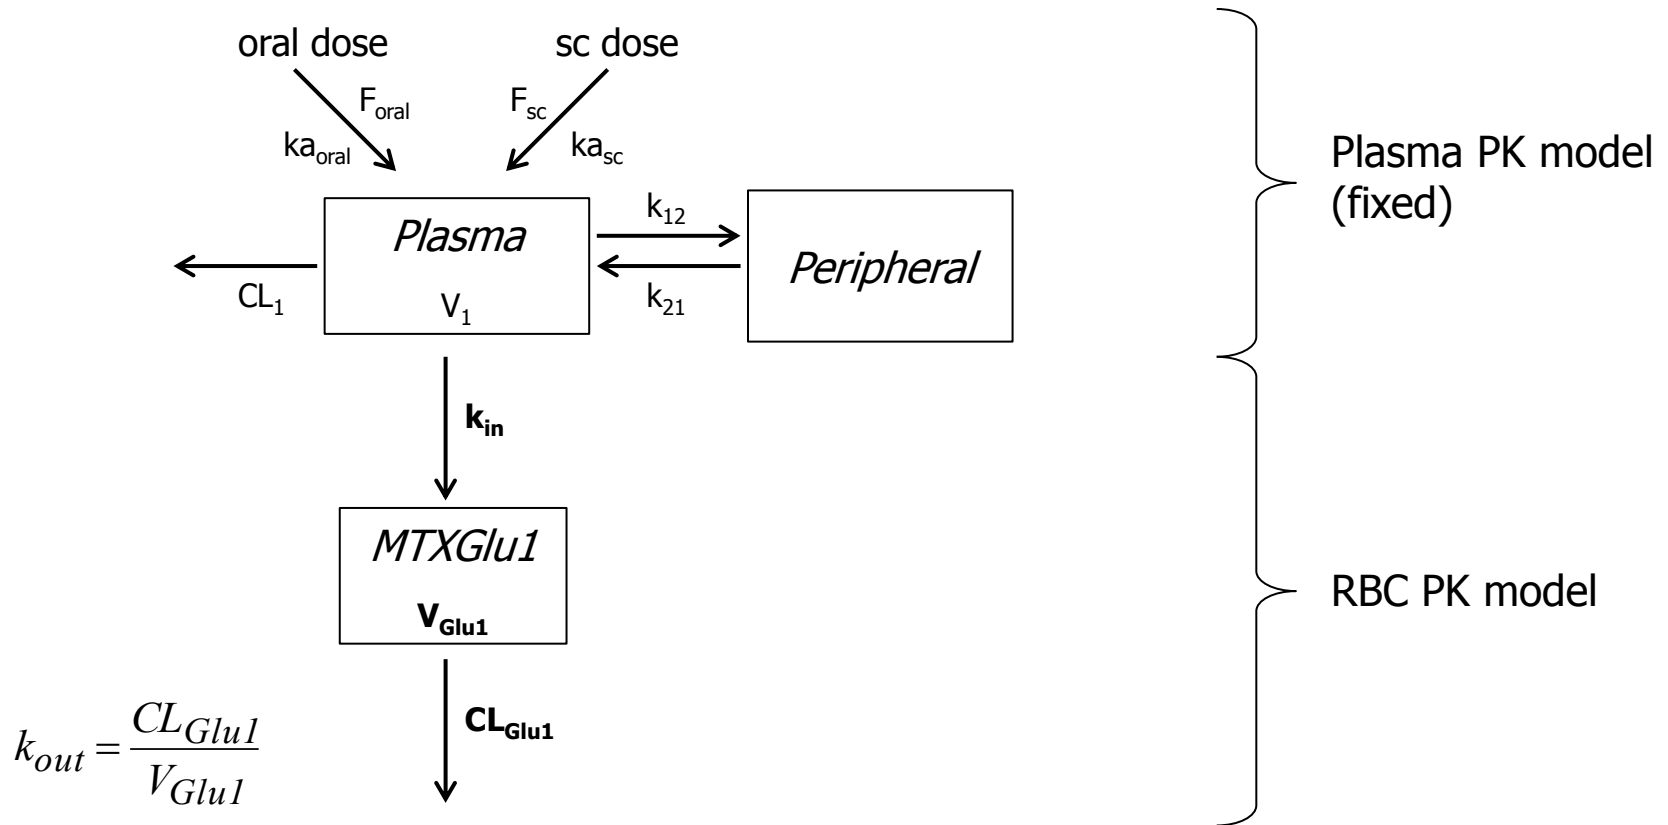 oral dose
sc dose
F_oral
F_sc
ka_oral
ka_sc
Plasma
V_1
k_12
k_21
Peripheral
CL_1
Plasma PK model
(fixed)
k_in
MTXGlu1
V_Glu1
RBC PK model
CL_Glu1
k_out = CL_Glu1 / V_Glu1